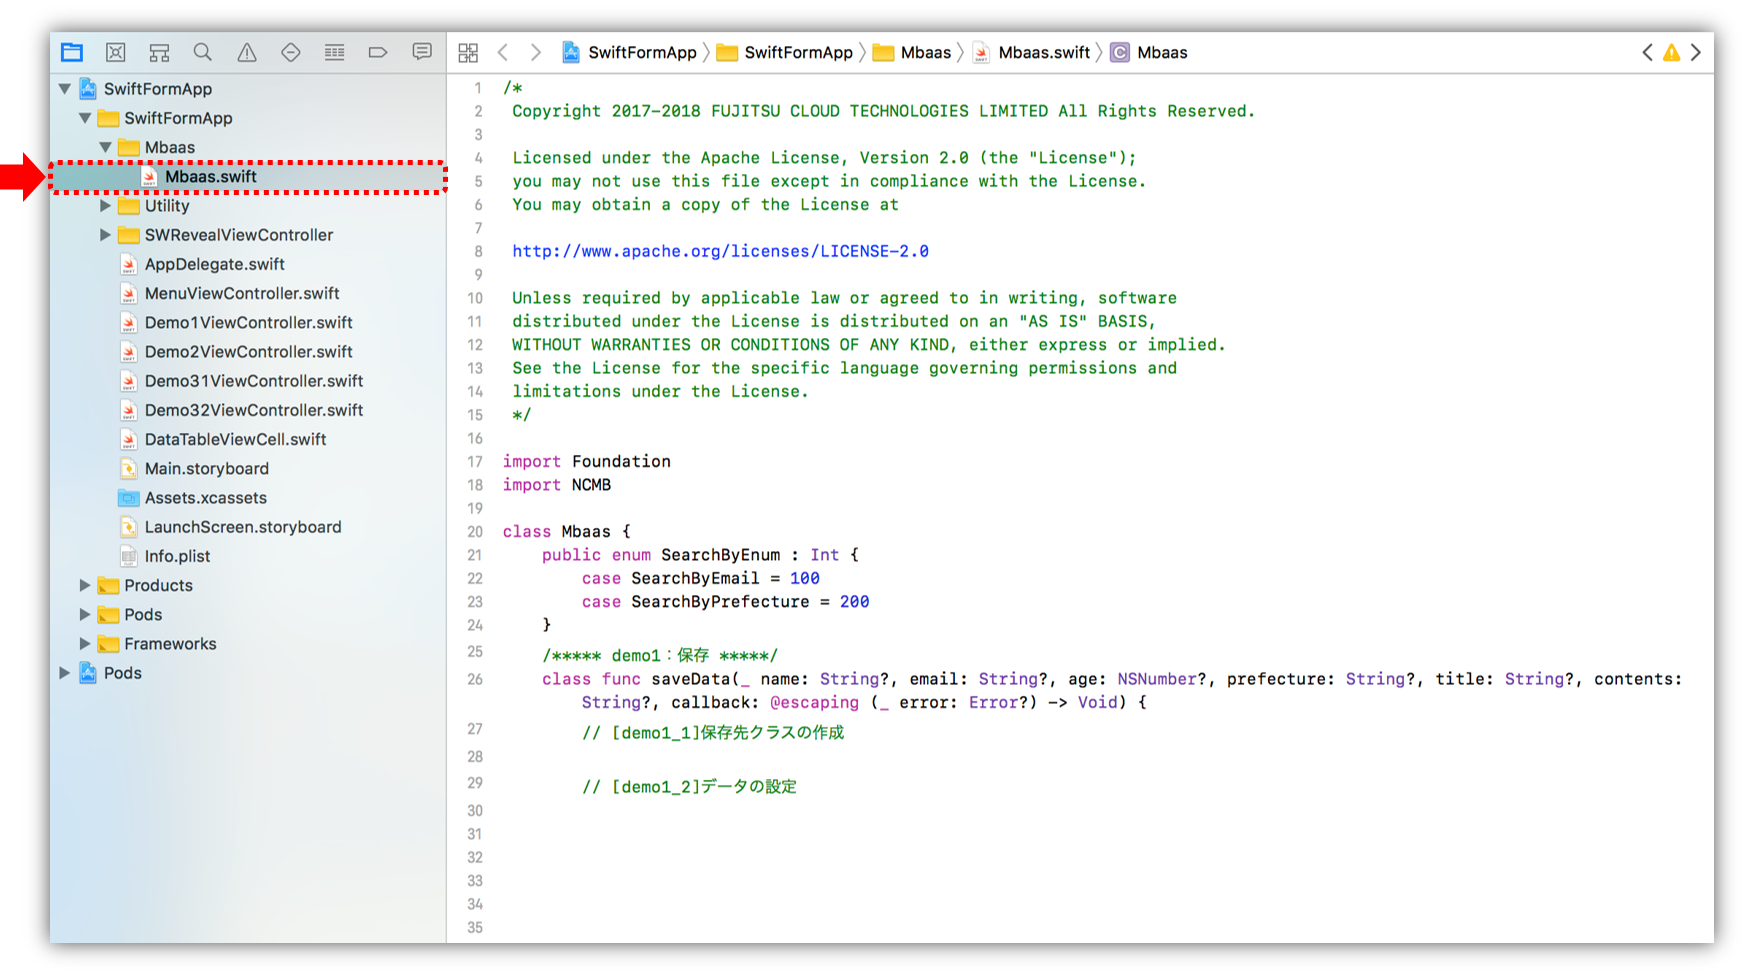 SwiftFormApp
SwiftFormApp
Mbaas
Mbaas.swift
Utility
SWRevealViewController
AppDelegate.swift
MenuViewController.swift
Demo1ViewController.swift
Demo2ViewController.swift
Demo31ViewController.swift
Demo32ViewController.swift
DataTableViewCell.swift
Main.storyboard
Assets.xcassets
LaunchScreen.storyboard
Info.plist
Products
Pods
Frameworks
Pods
SwiftFormApp SwiftFormApp Mbaas Mbaas.swift C Mbaas
1 /*
2 Copyright 2017-2018 FUJITSU CLOUD TECHNOLOGIES LIMITED All Rights Reserved.
3
4 Licensed under the Apache License, Version 2.0 (the "License");
5 you may not use this file except in compliance with the License.
6 You may obtain a copy of the License at
7
8 http://www.apache.org/licenses/LICENSE-2.0
9
10 Unless required by applicable law or agreed to in writing, software
11 distributed under the License is distributed on an "AS IS" BASIS,
12 WITHOUT WARRANTIES OR CONDITIONS OF ANY KIND, either express or implied.
13 See the License for the specific language governing permissions and
14 limitations under the License.
15 */
16
17 import Foundation
18 import NCMB
19
20 class Mbaas {
21 public enum SearchByEnum : Int {
22 case SearchByEmail = 100
23 case SearchByPrefecture = 200
24 }
25 /***** demo1：保存 *****/
26 class func saveData(_ name: String?, email: String?, age: NSNumber?, prefecture: String?, title: String?, contents:
String?, callback: @escaping (_ error: Error?) -> Void) {
27 // [demo1_1]保存先クラスの作成
28
29 // [demo1_2]データの設定
30
31
32
33
34
35